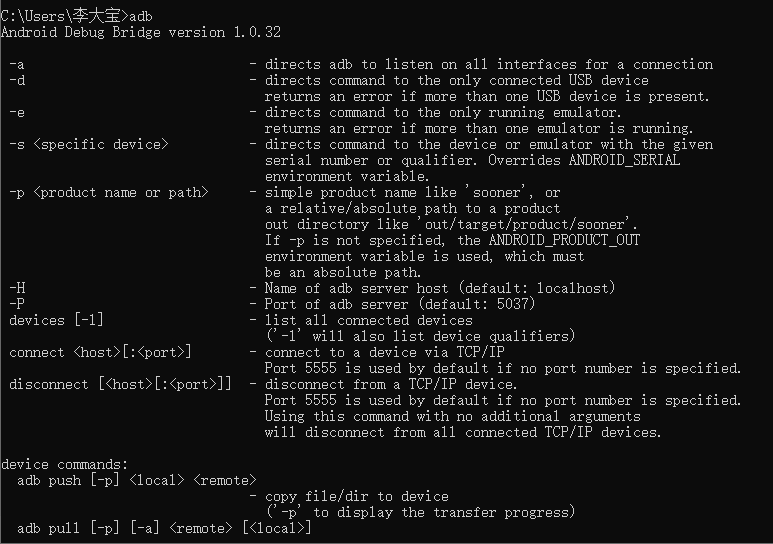 C:\Users\李大宝>adb
Android Debug Bridge version 1.0.32
-a - directs adb to listen on all interfaces for a connection
-d - directs command to the only connected USB device
returns an error if more than one USB device is present.
-e - directs command to the only running emulator.
returns an error if more than one emulator is running.
-s <specific device> - directs command to the device or emulator with the given
serial number or qualifier. Overrides ANDROID_SERIAL
environment variable.
-p <product name or path> - simple product name like 'sooner', or
a relative/absolute path to a product
out directory like 'out/target/product/sooner'.
If -p is not specified, the ANDROID_PRODUCT_OUT
environment variable is used, which must
be an absolute path.
-H - Name of adb server host (default: localhost)
-P - Port of adb server (default: 5037)
devices [-l] - list all connected devices
('-l' will also list device qualifiers)
connect <host>[:<port>] - connect to a device via TCP/IP
Port 5555 is used by default if no port number is specified.
disconnect [<host>[:<port>]] - disconnect from a TCP/IP device.
Port 5555 is used by default if no port number is specified.
Using this command with no additional arguments
will disconnect from all connected TCP/IP devices.
device commands:
adb push [-p] <local> <remote>
- copy file/dir to device
('-p' to display the transfer progress)
adb pull [-p] [-a] <remote> [<local>]